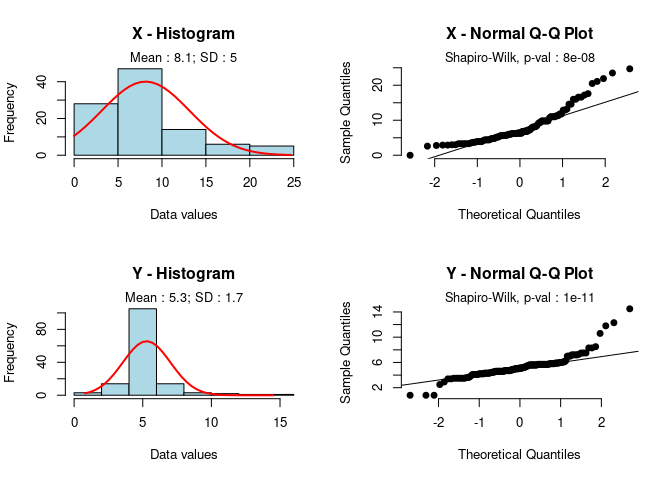 X - Histogram
Mean : 8.1; SD : 5
Frequency
0 20 40
0 5 10 15 20 25
Data values
X - Normal Q-Q Plot
Shapiro-Wilk, p-val : 8e-08
Sample Quantiles
0 10 20
-2 -1 0 1 2
Theoretical Quantiles
Y - Histogram
Mean : 5.3; SD : 1.7
Frequency
0 40 80
0 5 10 15
Data values
Y - Normal Q-Q Plot
Shapiro-Wilk, p-val : 1e-11
Sample Quantiles
2 6 10 14
-2 -1 0 1 2
Theoretical Quantiles